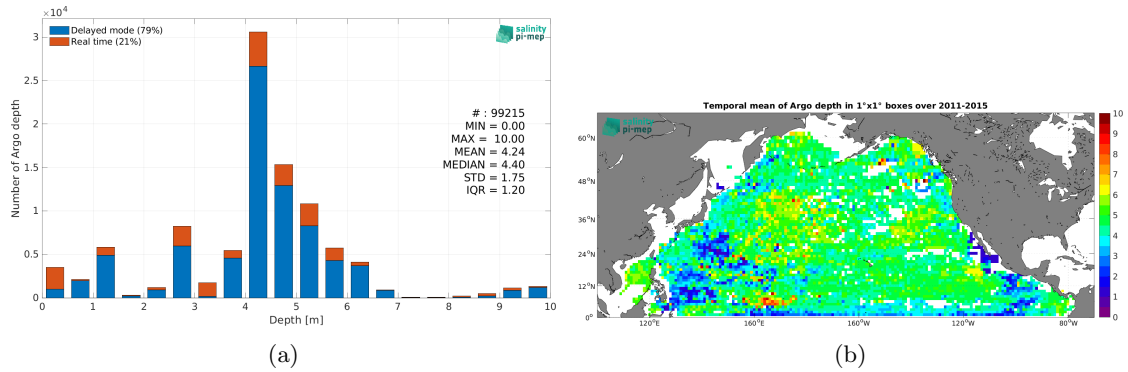 ×10⁴
Delayed mode (79%)
Real time (21%)
salinity
pi-mep
# : 99215
MIN = 0.00
MAX = 10.00
MEAN = 4.24
MEDIAN = 4.40
STD = 1.75
IQR = 1.20
Number of Argo depth
3
2.5
2
1.5
1
0.5
0
0 1 2 3 4 5 6 7 8 9 10
Depth [m]
(a)
Temporal mean of Argo depth in 1°x1° boxes over 2011-2015
salinity
pi-mep
60°N
48°N
36°N
24°N
12°N
0°
120°E 160°E 160°W 120°W 80°W
10
9
8
7
6
5
4
3
2
1
0
(b)